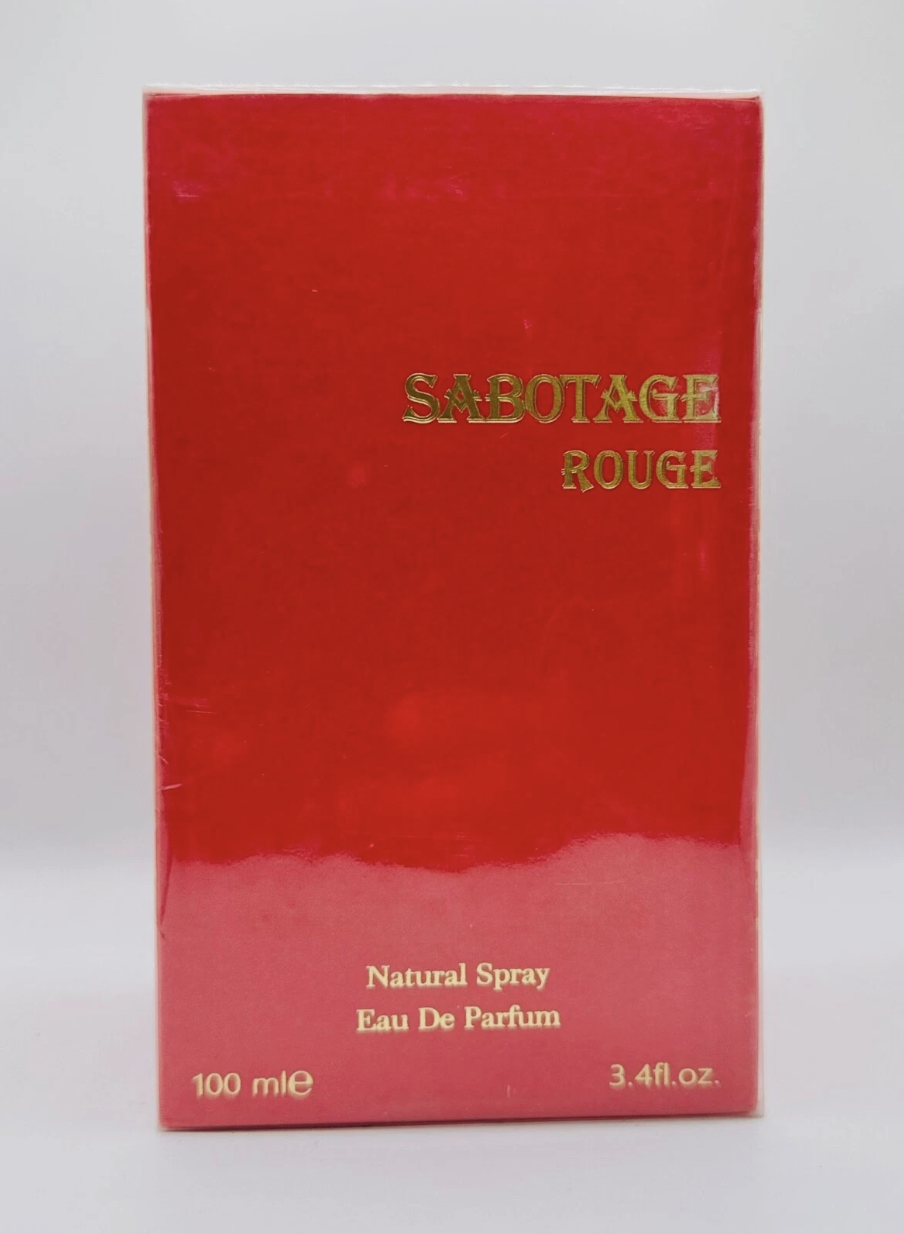 SABOTAGE
ROUGE
Natural Spray
Eau De Parfum
100 ml℮
3.4fl.oz.